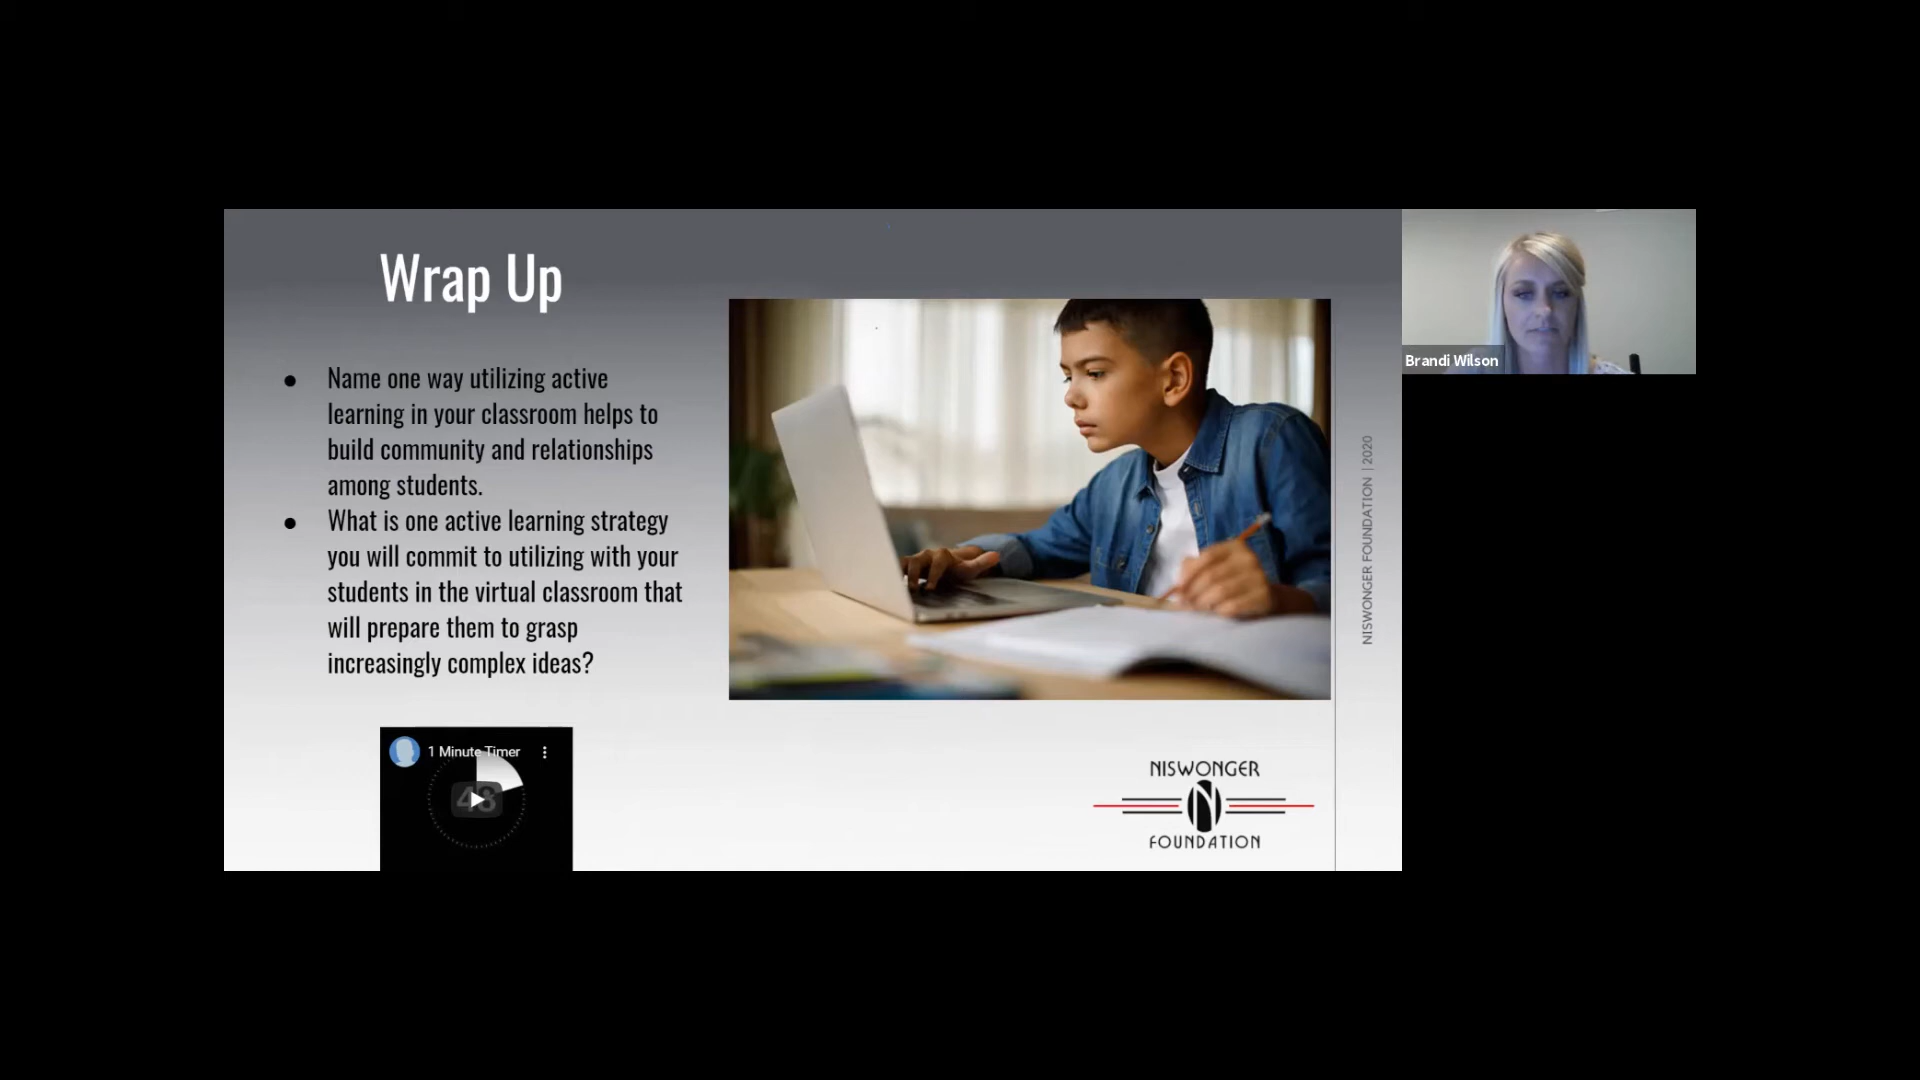 Wrap Up
● Name one way utilizing active
learning in your classroom helps to
build community and relationships
among students.
● What is one active learning strategy
you will commit to utilizing with your
students in the virtual classroom that
will prepare them to grasp
increasingly complex ideas?
1 Minute Timer
48
NISWONGER
FOUNDATION
NISWONGER FOUNDATION | 2020
Brandi Wilson